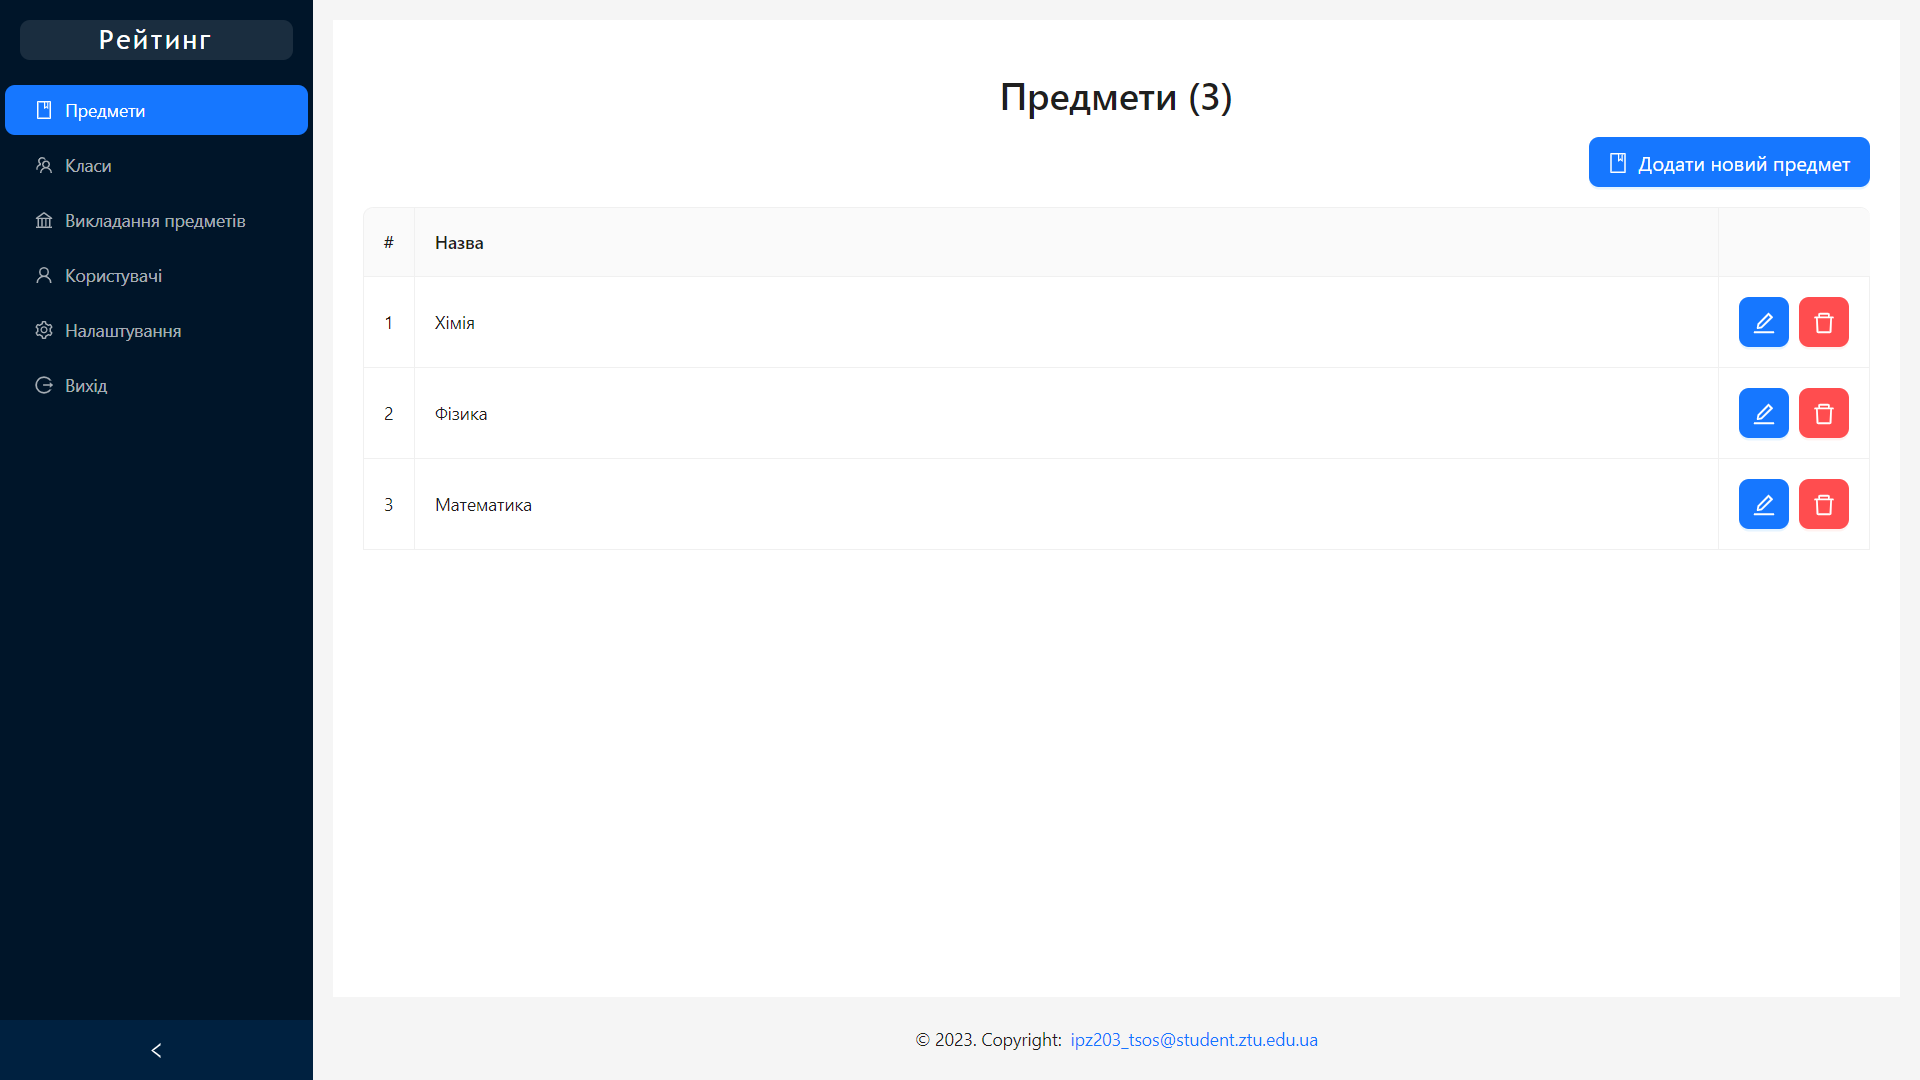 Рейтинг
Предмети
Класи
Викладання предметів
Користувачі
Налаштування
Вихід
Предмети (3)
Додати новий предмет
# Назва
1 Хімія
2 Фізика
3 Математика
© 2023. Copyright: ipz203_tsos@student.ztu.edu.ua